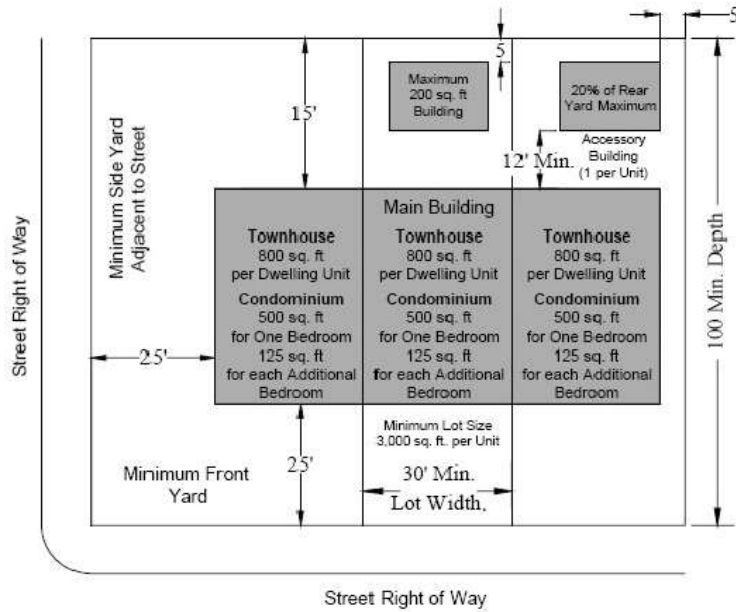 5
5
Maximum
200 sq. ft
Building
20% of Rear
Yard Maximum
15'
12' Min.
Accessory
Building
(1 per Unit)
Minimum Side Yard
Adjacent to Street
Street Right of Way
100 Min. Depth
Main Building
Townhouse
800 sq. ft
per Dwelling Unit
Condominium
500 sq. ft
for One Bedroom
125 sq. ft
for each Additional
Bedroom
Townhouse
800 sq. ft
per Dwelling Unit
Condominium
500 sq. ft
for One Bedroom
125 sq. ft
for each Additional
Bedroom
Townhouse
800 sq. ft
per Dwelling Unit
Condominium
500 sq. ft
for One Bedroom
125 sq. ft
for each Additional
Bedroom
25'
Minimum Lot Size
3,000 sq. ft. per Unit
25'
Minimum Front
Yard
30' Min.
Lot Width.
Street Right of Way